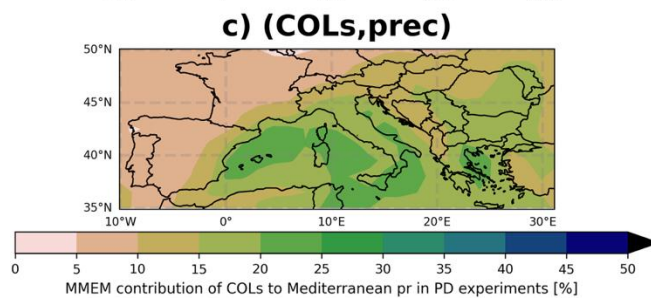 c) (COLs,prec)
50°N
45°N
40°N
35°N
10°W 0° 10°E 20°E 30°E
0 5 10 15 20 25 30 35 40 45 50
MMEM contribution of COLs to Mediterranean pr in PD experiments [%]